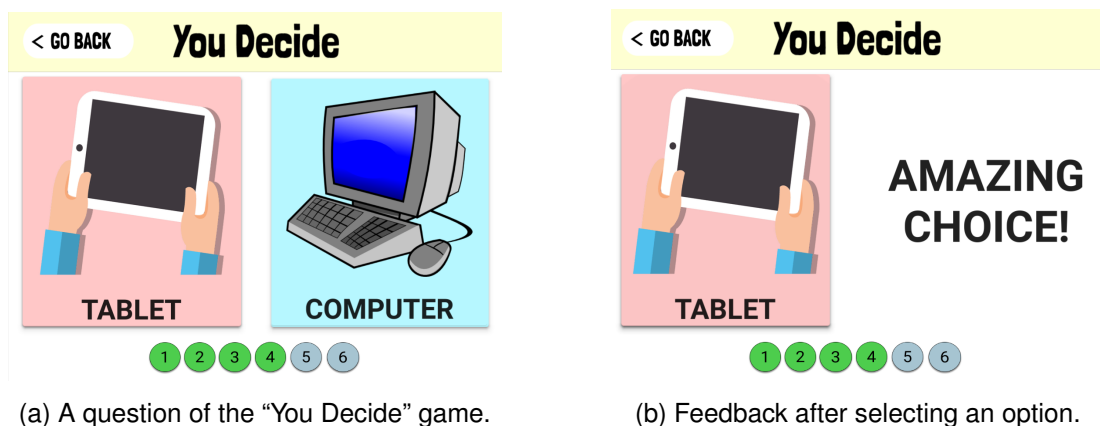 < GO BACK
You Decide
TABLET
COMPUTER
1 2 3 4 5 6
(a) A question of the “You Decide” game.
< GO BACK
You Decide
TABLET
AMAZING
CHOICE!
1 2 3 4 5 6
(b) Feedback after selecting an option.